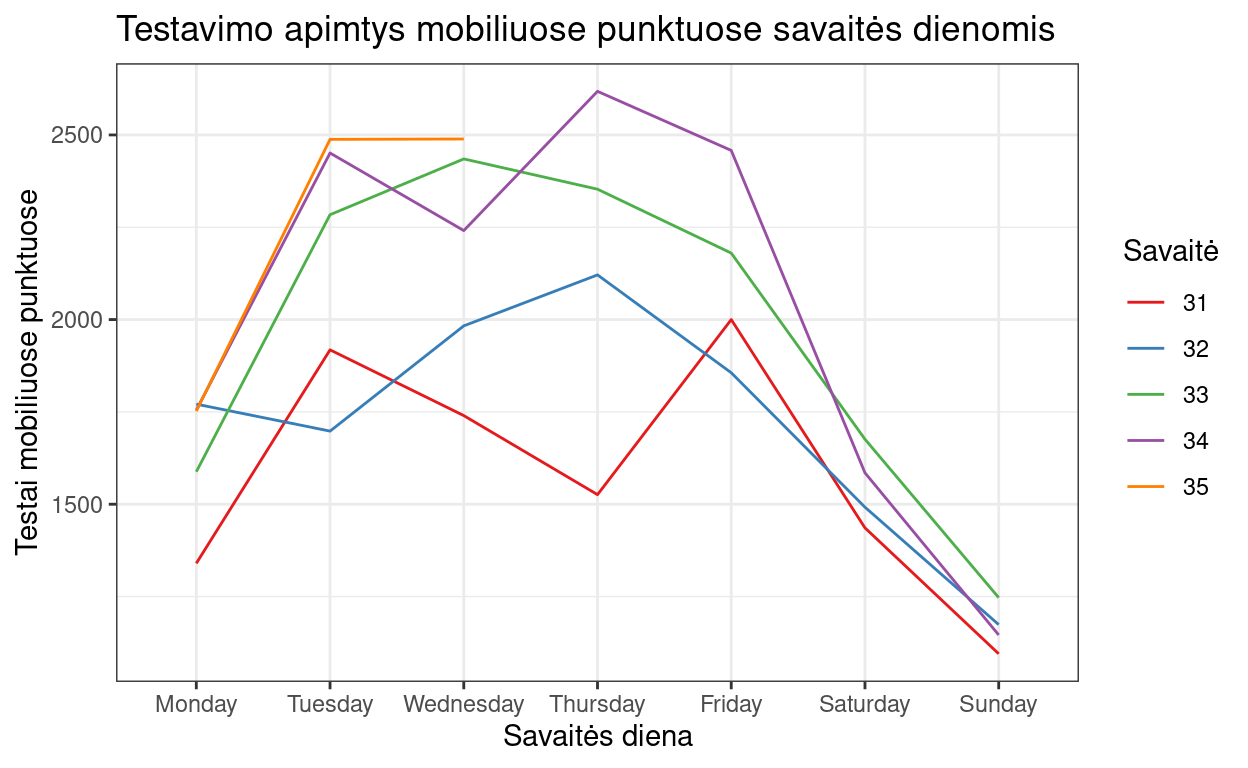 Testavimo apimtys mobiliuose punktuose savaitės dienomis
Testai mobiliuose punktuose
2500
2000
1500
Monday Tuesday Wednesday Thursday Friday Saturday Sunday
Savaitės diena
Savaitė
31
32
33
34
35